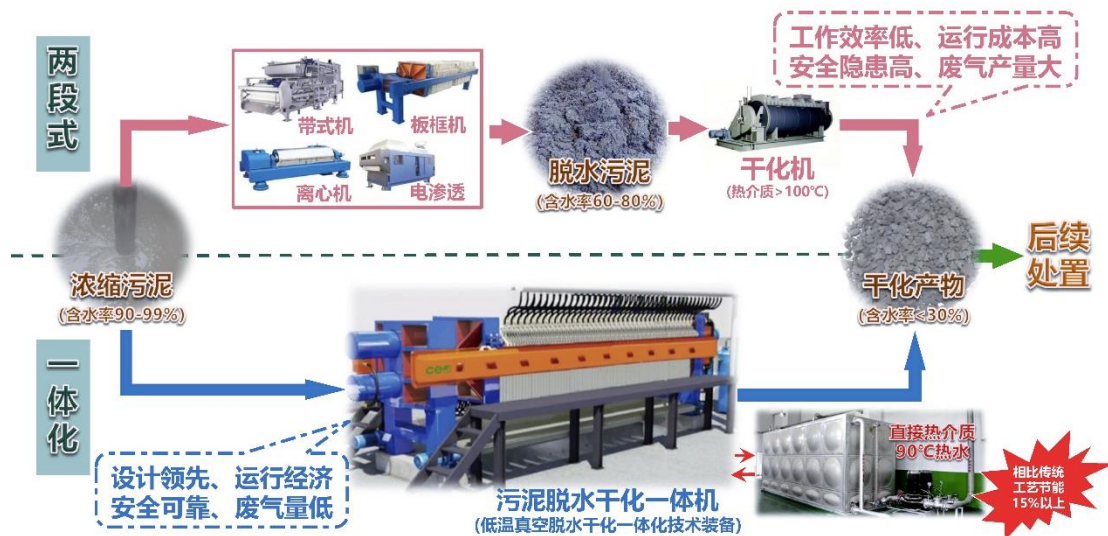 两段式
工作效率低、运行成本高
安全隐患高、废气产量大
带式机
板框机
离心机
电渗透
脱水污泥
(含水率60-80%)
干化机
(热介质>100℃)
浓缩污泥
(含水率90-99%)
干化产物
(含水率<30%)
后续
处置
一体化
设计领先、运行经济
安全可靠、废气量低
污泥脱水干化一体机
(低温真空脱水干化一体化技术装备)
直接热介质
90℃热水
相比传统
工艺节能
15%以上